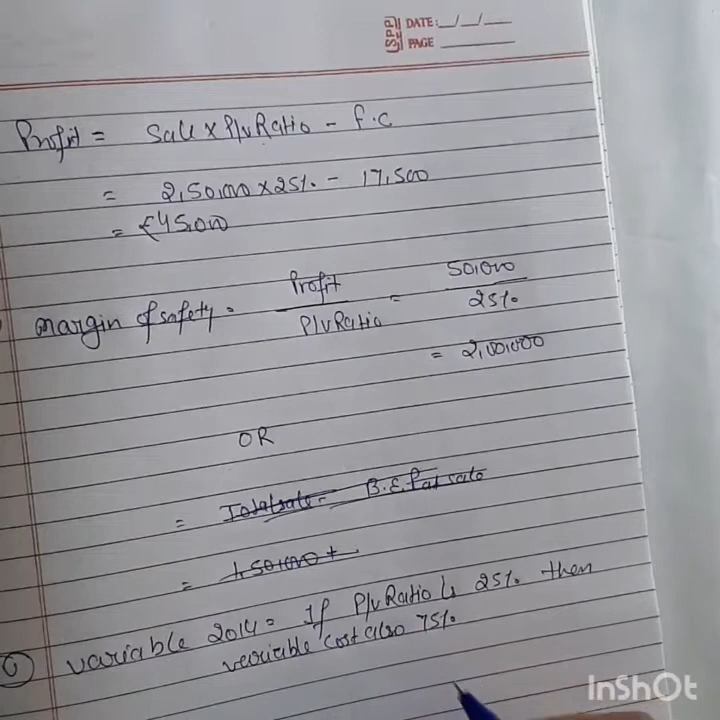 SPP DATE: _/_/_
PAGE
Profit = Sale x P/v Ratio - F.C
= 2,50,000 x 25% - 17,500
= ₹45,000
margin of safety = Profit / P/v Ratio = 50,000 / 25%
= 2,00,000
OR
= Total sale - B.E. Par sale
= 1,50,000 +
variable 2014 = If P/v Ratio is 25% then
variable cost also 75%
InShOt